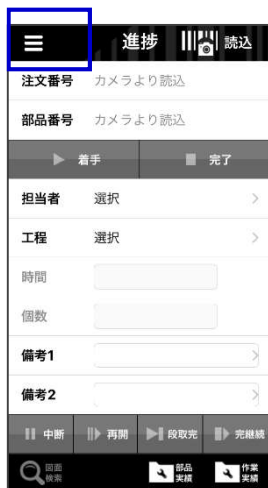 進捗 読込
注文番号 カメラより読込
部品番号 カメラより読込
着手 完了
担当者 選択
工程 選択
時間
個数
備考1
備考2
中断 再開 段取完 完継続
図面
検索
部品
実績
作業
実績